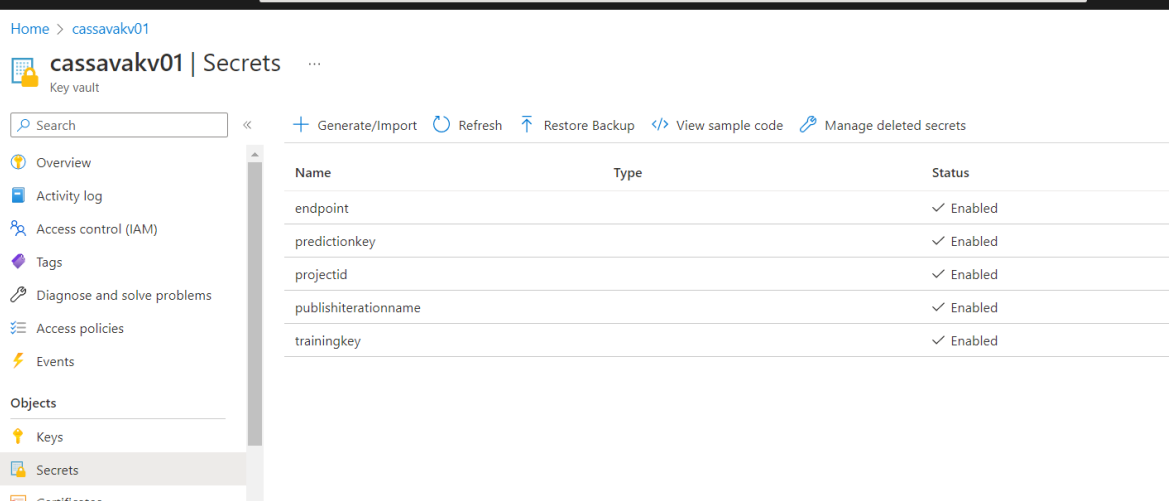 Home > cassavakv01
cassavakv01 | Secrets ...
Key vault
Search «
Generate/Import Refresh Restore Backup View sample code Manage deleted secrets
Overview
Activity log
Access control (IAM)
Tags
Diagnose and solve problems
Access policies
Events
Objects
Keys
Secrets
Certificates
Name Type Status
endpoint Enabled
predictionkey Enabled
projectid Enabled
publishiterationname Enabled
trainingkey Enabled